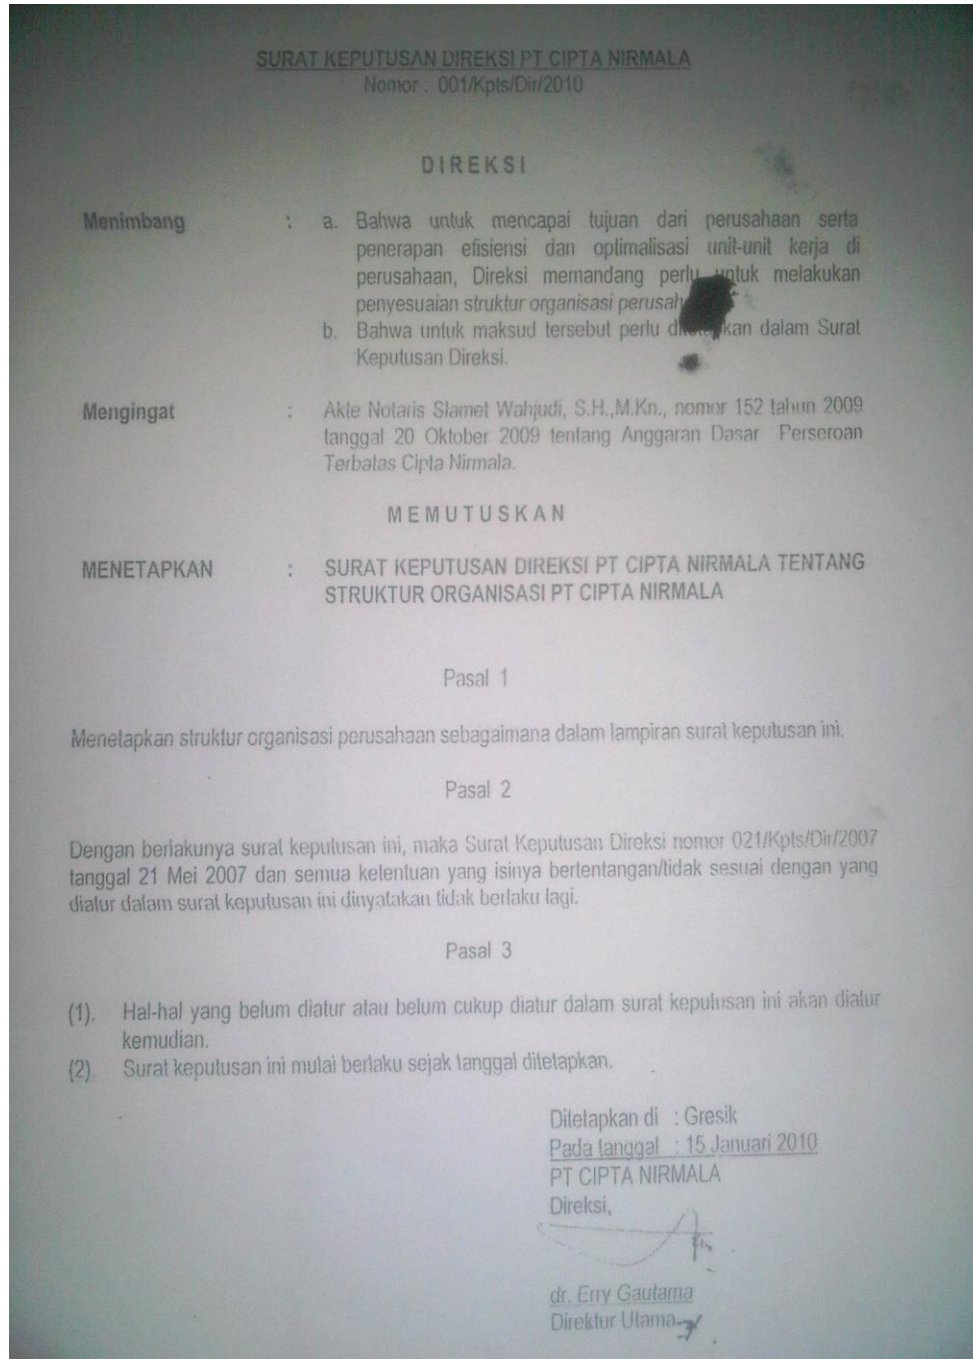 SURAT KEPUTUSAN DIREKSI PT CIPTA NIRMALA
Nomor : 001/Kpts/Dir/2010
DIREKSI
Menimbang : a. Bahwa untuk mencapai tujuan dari perusahaan serta
penerapan efisiensi dan optimalisasi unit-unit kerja di
perusahaan, Direksi memandang perlu untuk melakukan
penyesuaian struktur organisasi
b. Bahwa untuk maksud tersebut perlu dalam Surat
Keputusan Direksi.
Mengingat : Akte Notaris Slamet Wahjudi, S.H.,M.Kn., nomor 152 tahun 2009
tanggal 20 Oktober 2009 tentang Anggaran Dasar Perseroan
Terbatas Cipta Nirmala.
MEMUTUSKAN
MENETAPKAN : SURAT KEPUTUSAN DIREKSI PT CIPTA NIRMALA TENTANG
STRUKTUR ORGANISASI PT CIPTA NIRMALA
Pasal 1
Menetapkan struktur organisasi perusahaan sebagaimana dalam lampiran surat keputusan ini.
Pasal 2
Dengan berlakunya surat keputusan ini, maka Surat Keputusan Direksi nomor 021/Kpts/Dir/2007
tanggal 21 Mei 2007 dan semua ketentuan yang isinya bertentangan/tidak sesuai dengan yang
diatur dalam surat keputusan ini dinyatakan tidak berlaku lagi.
Pasal 3
(1). Hal-hal yang belum diatur atau belum cukup diatur dalam surat keputusan ini akan diatur
kemudian.
(2). Surat keputusan ini mulai berlaku sejak tanggal ditetapkan.
Ditetapkan di : Gresik
Pada tanggal : 15 Januari 2010
PT CIPTA NIRMALA
Direksi,
dr. Erry Gautama
Direktur Utama